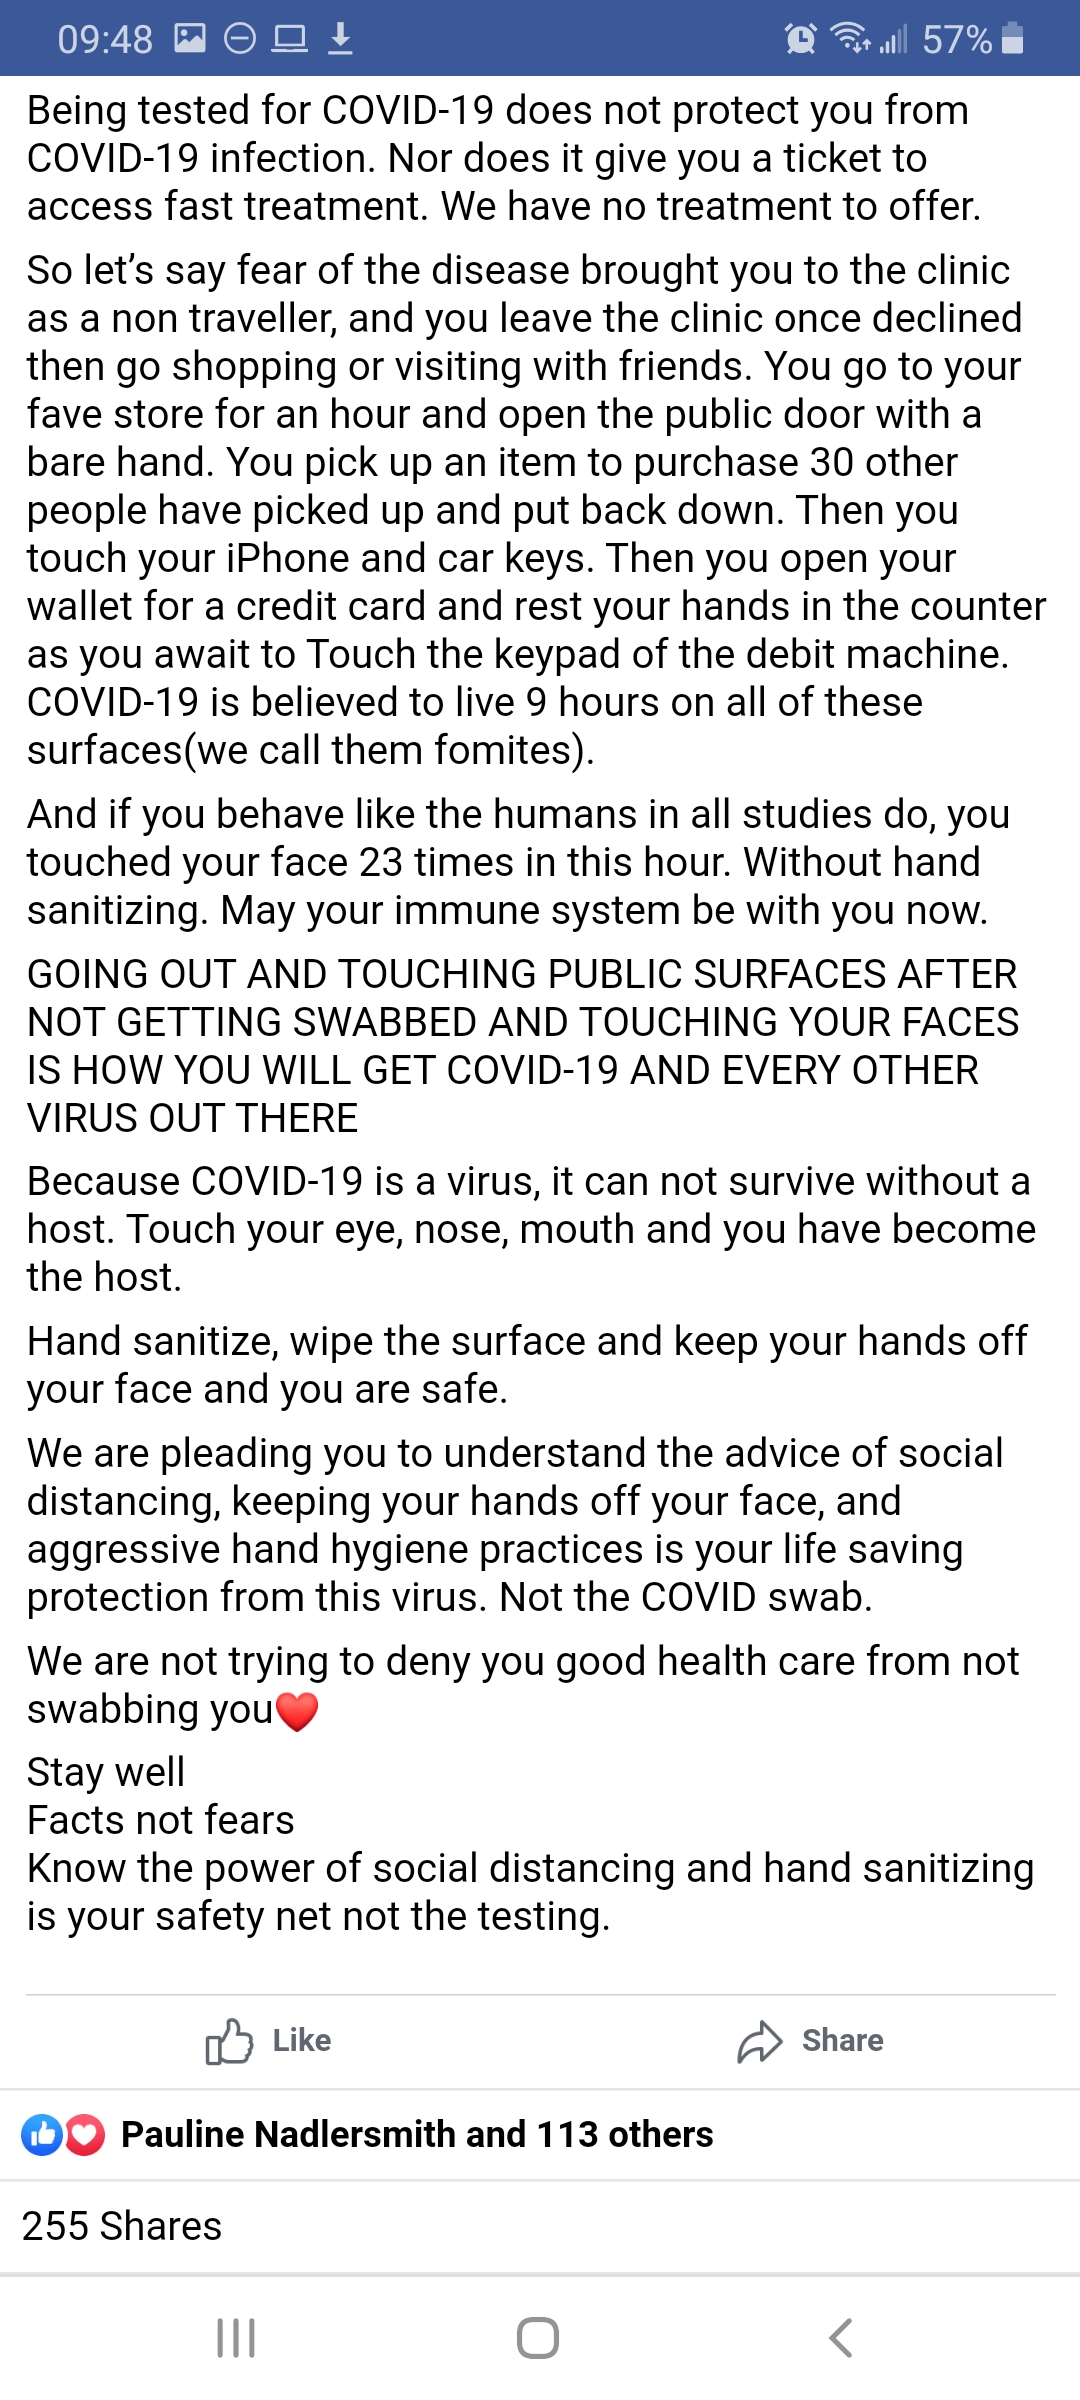 09:48
57%
Being tested for COVID-19 does not protect you from
COVID-19 infection. Nor does it give you a ticket to
access fast treatment. We have no treatment to offer.
So let’s say fear of the disease brought you to the clinic
as a non traveller, and you leave the clinic once declined
then go shopping or visiting with friends. You go to your
fave store for an hour and open the public door with a
bare hand. You pick up an item to purchase 30 other
people have picked up and put back down. Then you
touch your iPhone and car keys. Then you open your
wallet for a credit card and rest your hands in the counter
as you await to Touch the keypad of the debit machine.
COVID-19 is believed to live 9 hours on all of these
surfaces(we call them fomites).
And if you behave like the humans in all studies do, you
touched your face 23 times in this hour. Without hand
sanitizing. May your immune system be with you now.
GOING OUT AND TOUCHING PUBLIC SURFACES AFTER
NOT GETTING SWABBED AND TOUCHING YOUR FACES
IS HOW YOU WILL GET COVID-19 AND EVERY OTHER
VIRUS OUT THERE
Because COVID-19 is a virus, it can not survive without a
host. Touch your eye, nose, mouth and you have become
the host.
Hand sanitize, wipe the surface and keep your hands off
your face and you are safe.
We are pleading you to understand the advice of social
distancing, keeping your hands off your face, and
aggressive hand hygiene practices is your life saving
protection from this virus. Not the COVID swab.
We are not trying to deny you good health care from not
swabbing you❤️
Stay well
Facts not fears
Know the power of social distancing and hand sanitizing
is your safety net not the testing.
Like
Share
Pauline Nadlersmith and 113 others
255 Shares